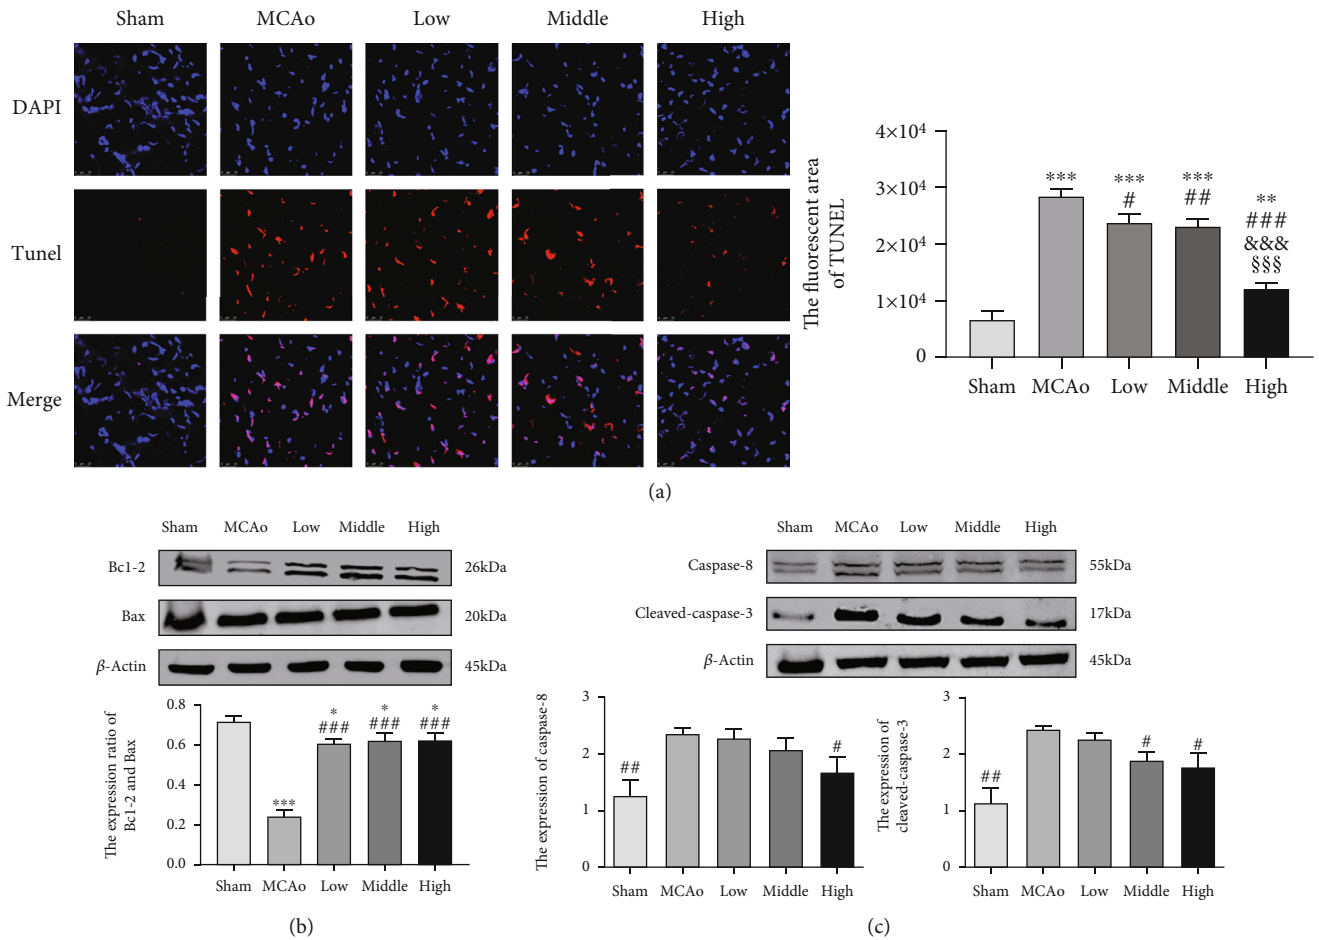 Sham MCAo Low Middle High
DAPI
Tunel
Merge
The fluorescent area
of TUNEL
4×10⁴
3×10⁴
2×10⁴
1×10⁴
0
***
***
#
***
##
**
###
&&&
§§§
Sham MCAo Low Middle High
(a)
Sham MCAo Low Middle High
Bc1-2 26kDa
Bax 20kDa
β-Actin 45kDa
The expression ratio of
Bc1-2 and Bax
0.8
0.6
0.4
0.2
0.0
***
*
###
*
###
*
###
Sham MCAo Low Middle High
(b)
Sham MCAo Low Middle High
Caspase-8 55kDa
Cleaved-caspase-3 17kDa
β-Actin 45kDa
The expression of caspase-8
3
2
1
0
##
#
Sham MCAo Low Middle High
The expression of
cleaved-caspase-3
3
2
1
0
##
#
#
Sham MCAo Low Middle High
(c)